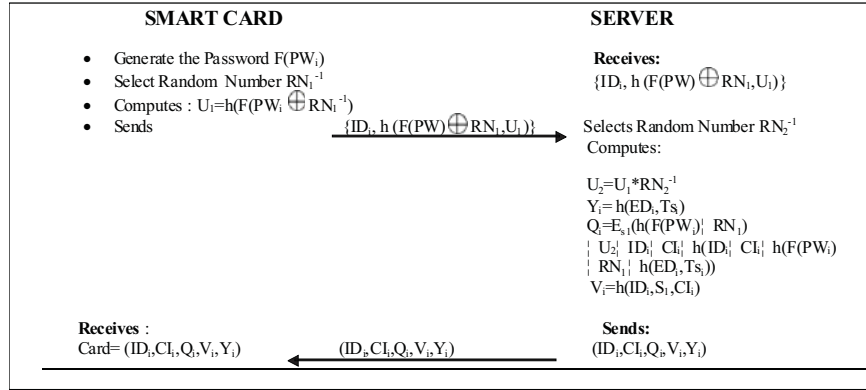 SMART CARD
SERVER
• Generate the Password F(PWᵢ)
• Select Random Number RN₁⁻¹
• Computes : U₁=h(F(PWᵢ ⊕ RN₁⁻¹)
• Sends
{IDᵢ, h (F(PW) ⊕ RN₁,U₁)}
Receives:
{IDᵢ, h (F(PW) ⊕ RN₁,U₁)}
Selects Random Number RN₂⁻¹
Computes:
U₂=U₁*RN₂⁻¹
Yᵢ= h(EDᵢ,Tsᵢ)
Qᵢ=Eₛ₁(h(F(PWᵢ)¦ RN₁)
¦ U₂¦ IDᵢ¦ CIᵢ¦ h(IDᵢ¦ CIᵢ¦ h(F(PWᵢ)
¦ RN₁¦ h(EDᵢ,Tsᵢ))
Vᵢ=h(IDᵢ,S₁,CIᵢ)
Receives :
Card= (IDᵢ,CIᵢ,Qᵢ,Vᵢ,Yᵢ)
(IDᵢ,CIᵢ,Qᵢ,Vᵢ,Yᵢ)
Sends:
(IDᵢ,CIᵢ,Qᵢ,Vᵢ,Yᵢ)